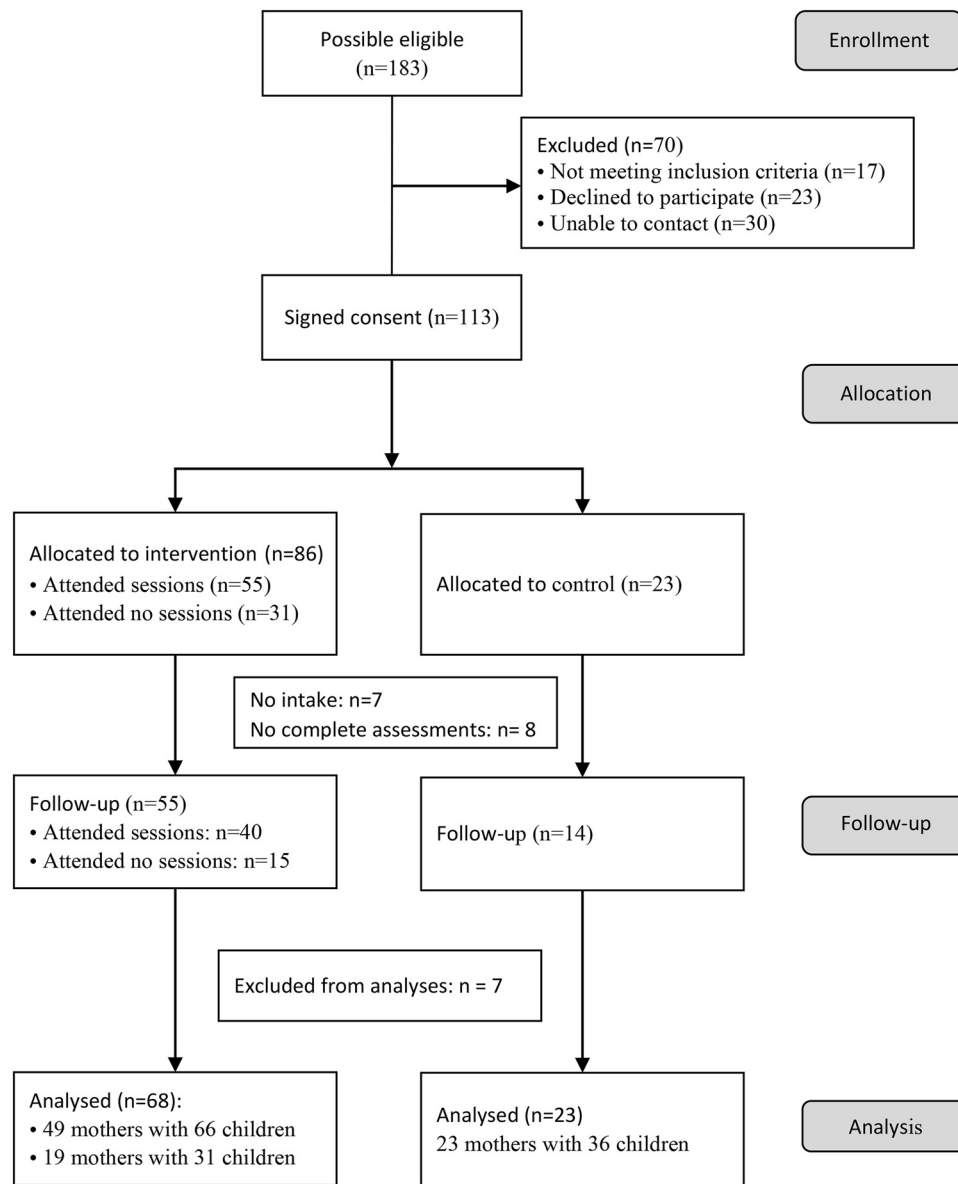 Possible eligible
(n=183)
Enrollment
Excluded (n=70)
• Not meeting inclusion criteria (n=17)
• Declined to participate (n=23)
• Unable to contact (n=30)
Signed consent (n=113)
Allocation
Allocated to intervention (n=86)
• Attended sessions (n=55)
• Attended no sessions (n=31)
Allocated to control (n=23)
No intake: n=7
No complete assessments: n= 8
Follow-up (n=55)
• Attended sessions: n=40
• Attended no sessions: n=15
Follow-up (n=14)
Follow-up
Excluded from analyses: n = 7
Analysed (n=68):
• 49 mothers with 66 children
• 19 mothers with 31 children
Analysed (n=23)
23 mothers with 36 children
Analysis